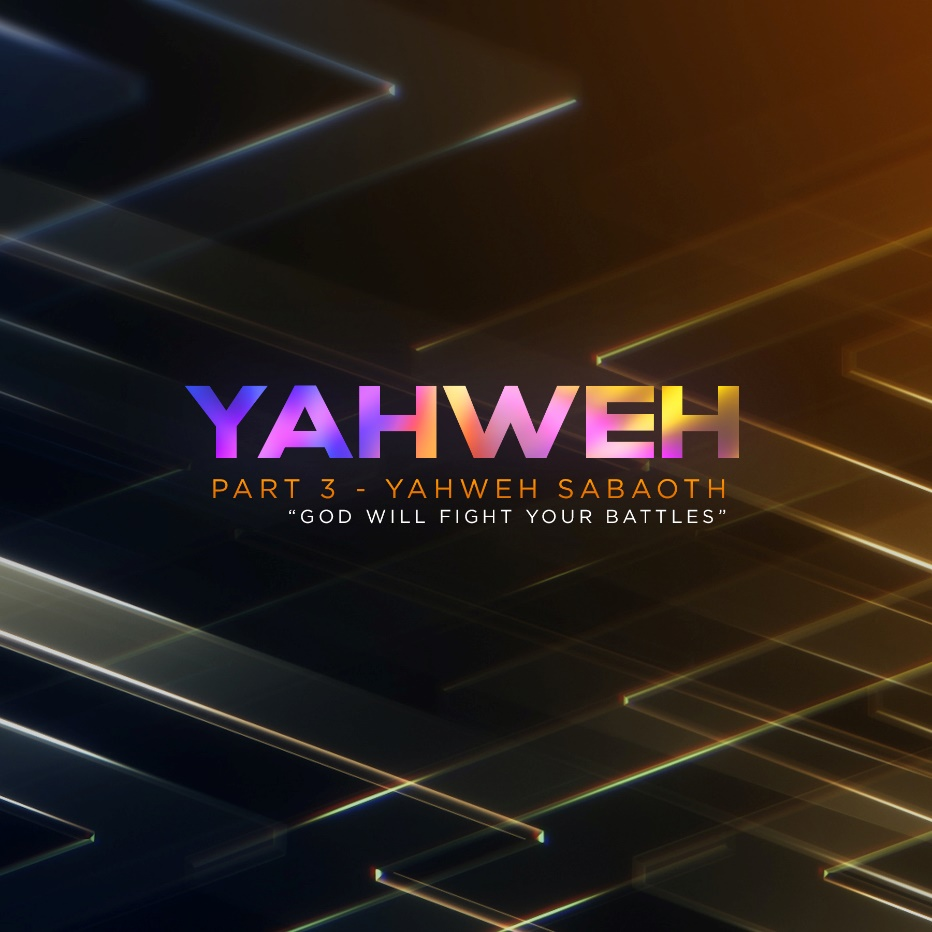 YAHWEH
PART 3 - YAHWEH SABAOTH
“GOD WILL FIGHT YOUR BATTLES”